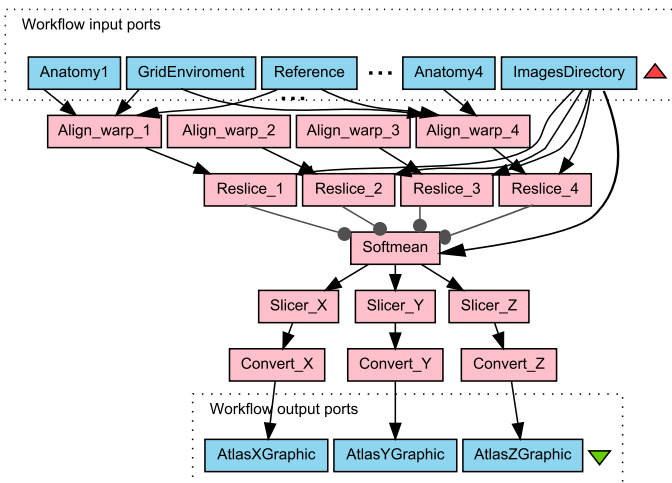 Workflow input ports
Anatomy1 GridEnviroment Reference ... Anatomy4 ImagesDirectory
...
Align_warp_1 Align_warp_2 Align_warp_3 Align_warp_4
Reslice_1 Reslice_2 Reslice_3 Reslice_4
Softmean
Slicer_X Slicer_Y Slicer_Z
Convert_X Convert_Y Convert_Z
Workflow output ports
AtlasXGraphic AtlasYGraphic AtlasZGraphic